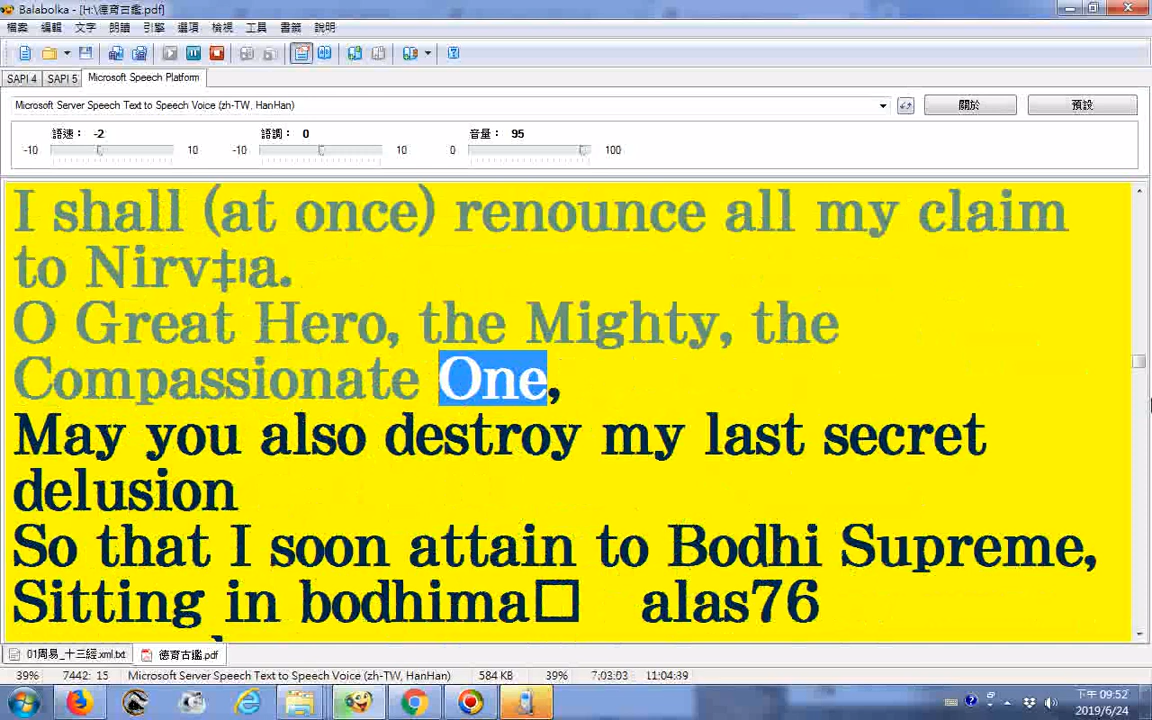 Balabolka - [H:\德育古鑑.pdf]
檔案 編輯 文字 朗讀 引擎 選項 檢視 工具 書籤 說明
SAPI 4 SAPI 5 Microsoft Speech Platform
Microsoft Server Speech Text to Speech Voice (zh-TW, HanHan) 關於 預設
語速： -2 語調： 0 音量： 95
-10 10 -10 10 0 100
I shall (at once) renounce all my claim
to Nirv‡ıa.
O Great Hero, the Mighty, the
Compassionate One,
May you also destroy my last secret
delusion
So that I soon attain to Bodhi Supreme,
Sitting in bodhima□ alas76
01周易_十三經.xml.txt 德育古鑑.pdf
39% 7442: 15 Microsoft Server Speech Text to Speech Voice (zh-TW, HanHan) 584 KB 39% 7:03:03 11:04:39
下午 09:52
2019/6/24